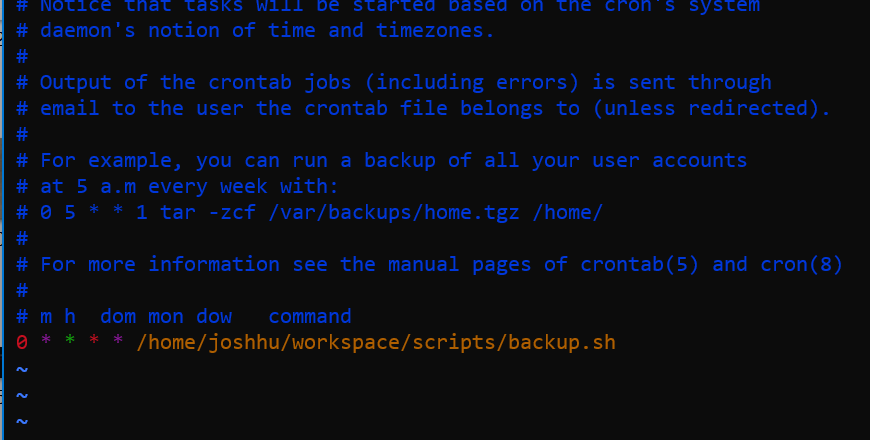 # Notice that tasks will be started based on the cron's system
# daemon's notion of time and timezones.
#
# Output of the crontab jobs (including errors) is sent through
# email to the user the crontab file belongs to (unless redirected).
#
# For example, you can run a backup of all your user accounts
# at 5 a.m every week with:
# 0 5 * * 1 tar -zcf /var/backups/home.tgz /home/
#
# For more information see the manual pages of crontab(5) and cron(8)
#
# m h  dom mon dow   command
0 * * * * /home/joshhu/workspace/scripts/backup.sh
~
~
~